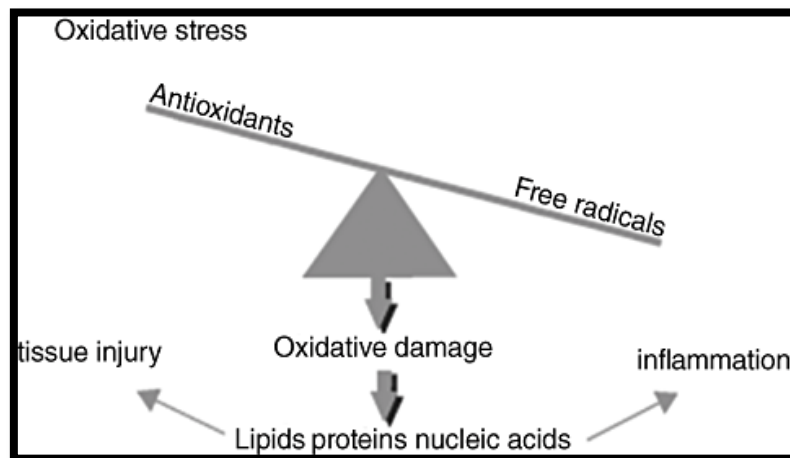 Oxidative stress
Antioxidants
Free radicals
Oxidative damage
tissue injury
inflammation
Lipids proteins nucleic acids